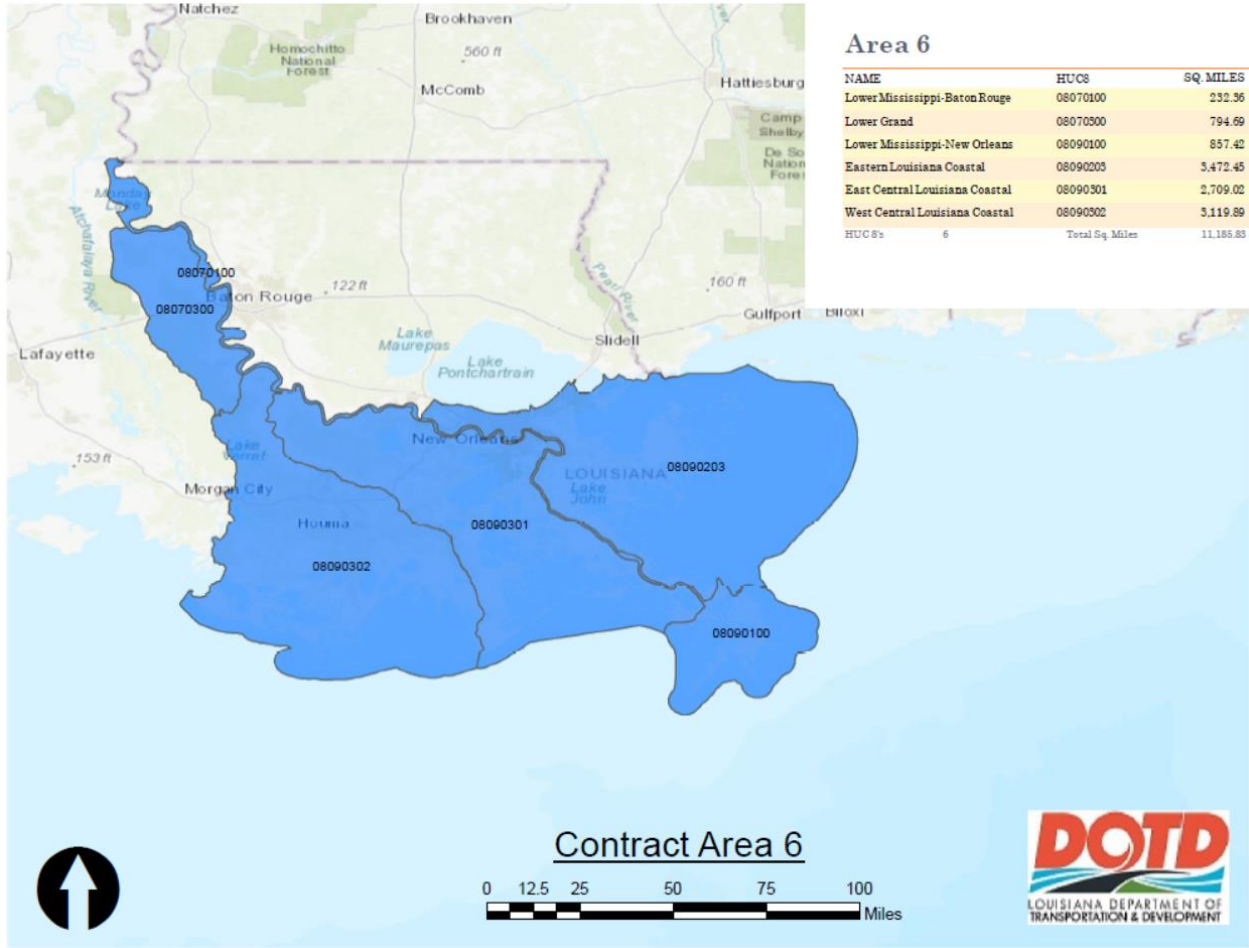 Natchez
Brookhaven
Homochitto
National
Forest
560 ft
McComb
Hattiesburg
Camp
Shelby
De So
Nation
Fores
Area 6
NAME HUC8 SQ. MILES
Lower Mississippi-Baton Rouge 08070100 232.36
Lower Grand 08070300 794.69
Lower Mississippi-New Orleans 08090100 857.42
Eastern Louisiana Coastal 08090203 3,472.45
East Central Louisiana Coastal 08090301 2,709.02
West Central Louisiana Coastal 08090302 3,119.89
HUC 8's 6 Total Sq. Miles 11,185.83
Monday
Lake
Atchafalaya River
08070100
08070300
Baton Rouge
122 ft
Pearl River
160 ft
Gulfport
Biloxi
Lafayette
Lake
Maurepas
Lake
Pontchartrain
Slidell
153 ft
Lake
Verret
New Orleans
LOUISIANA
Lake
John
08090203
Morgan City
Houma
08090301
08090302
08090100
Contract Area 6
0 12.5 25 50 75 100
Miles
DOTD
LOUISIANA DEPARTMENT OF
TRANSPORTATION & DEVELOPMENT